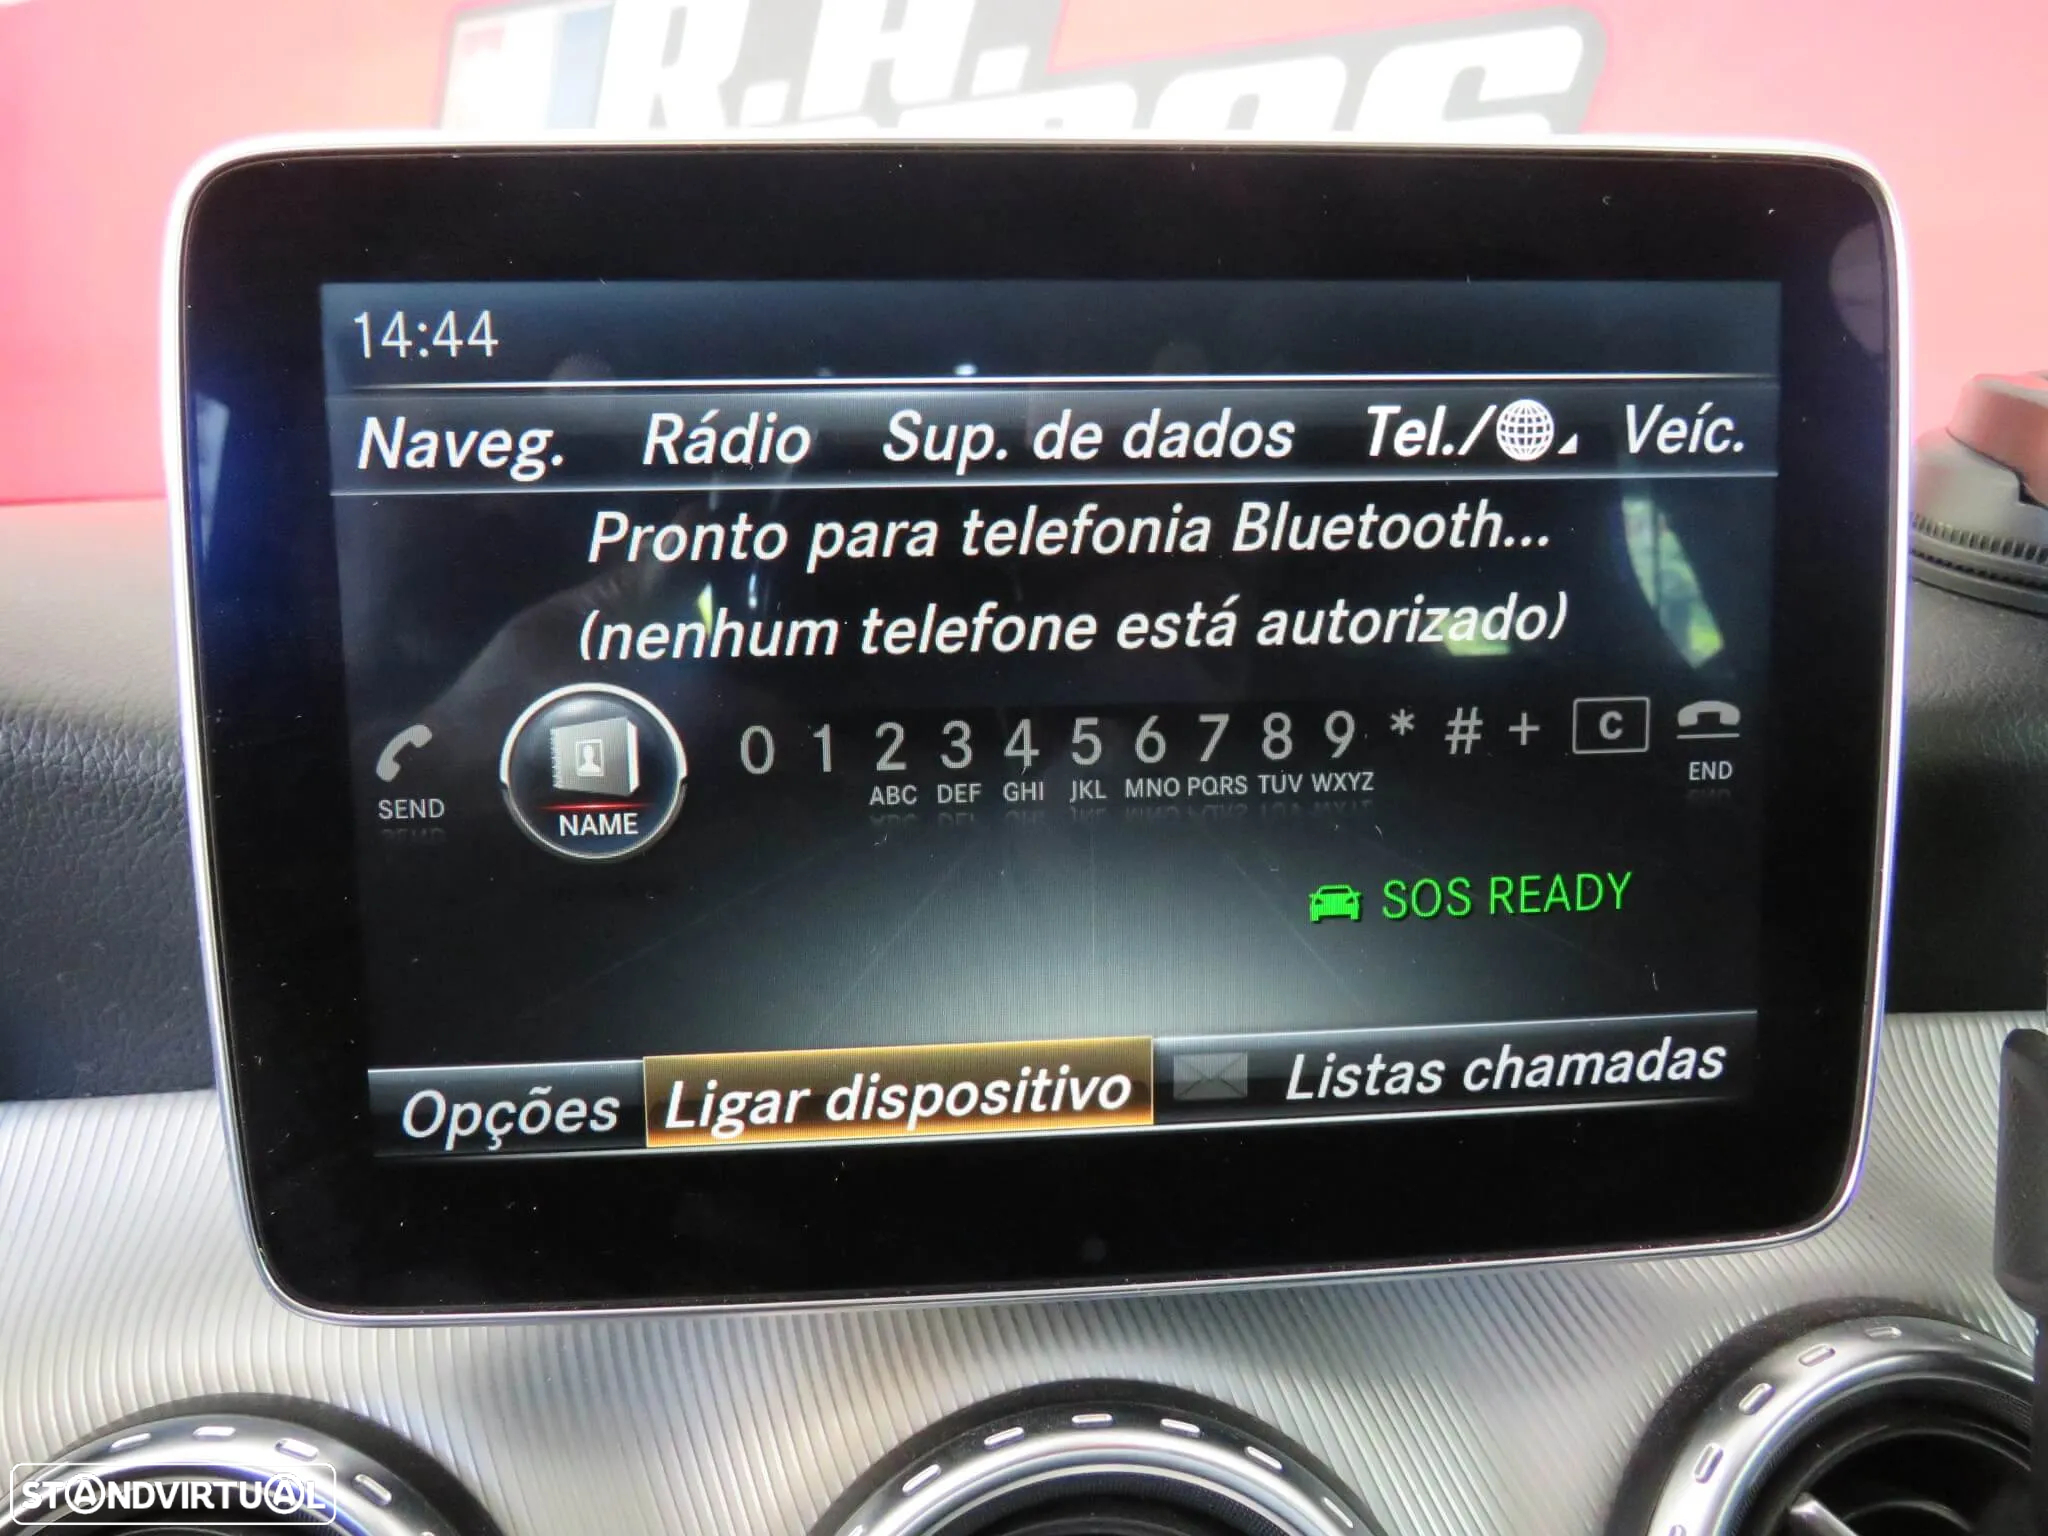 R.H.
14:44
Naveg. Rádio Sup. de dados Tel./ Veíc.
Pronto para telefonia Bluetooth...
(nenhum telefone está autorizado)
0 1 2 3 4 5 6 7 8 9 * # + C
SEND NAME ABC DEF GHI JKL MNO PQRS TUV WXYZ END
SOS READY
Opções Ligar dispositivo Listas chamadas
STANDVIRTUAL